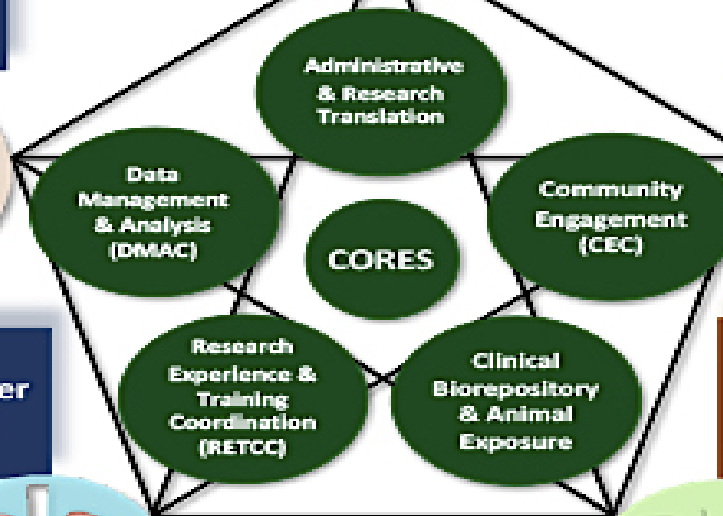 Administrative
& Research
Translation
Data
Management
& Analysis
(DMAC)
Community
Engagement
(CEC)
CORES
Research
Experience &
Training
Coordination
(RETCC)
Clinical
Biorepository
& Animal
Exposure
er